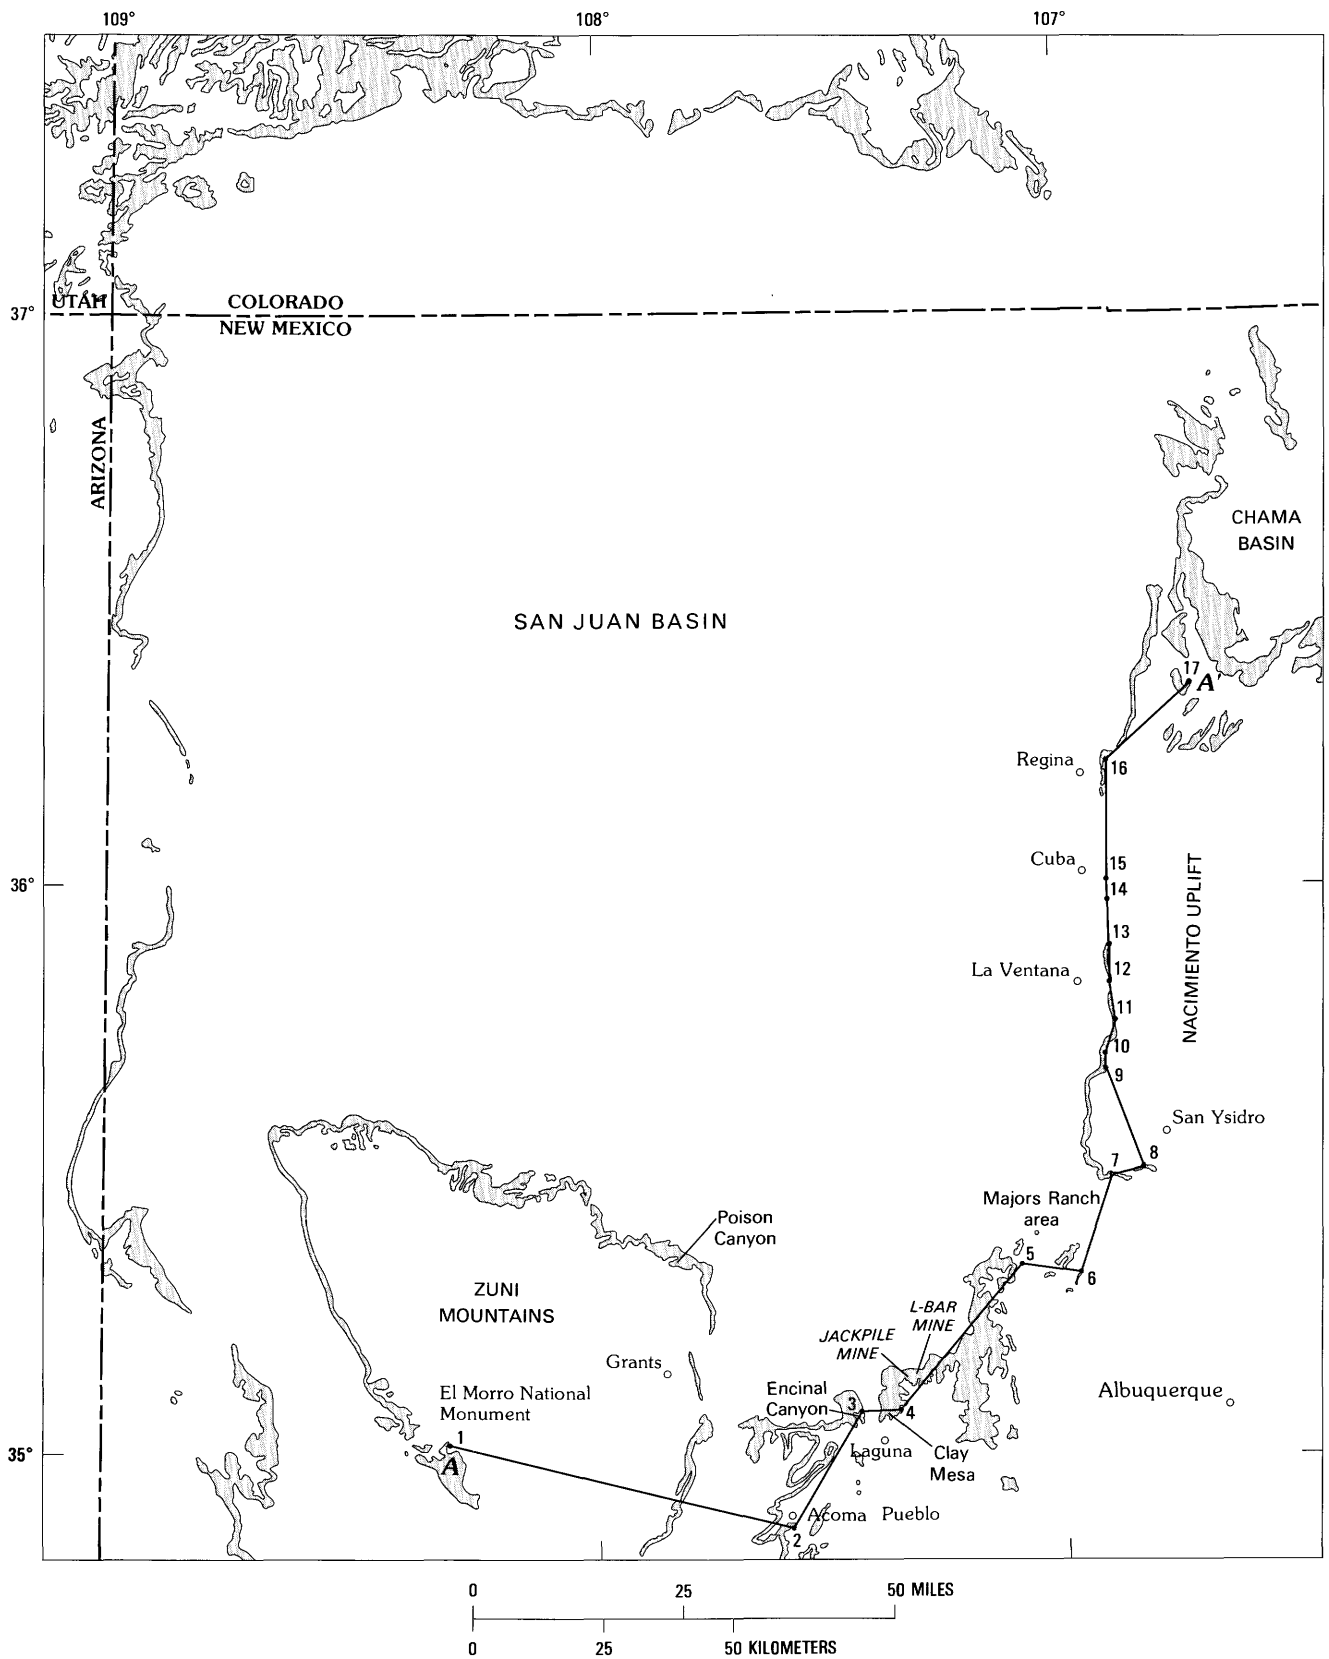 109°
108°
107°
UTAH
COLORADO
37°
NEW MEXICO
ARIZONA
CHAMA
BASIN
SAN JUAN BASIN
17
A'
Regina
16
Cuba
15
36°
14
NACIMIENTO UPLIFT
13
La Ventana
12
11
10
9
San Ysidro
8
7
Majors Ranch
area
Poison
Canyon
5
6
ZUNI
MOUNTAINS
L-BAR
MINE
JACKPILE
MINE
Grants
El Morro National
Monument
Encinal
Canyon
Albuquerque
3
4
1
35°
A
Laguna
Clay
Mesa
Acoma Pueblo
2
0 25 50 MILES
0 25 50 KILOMETERS